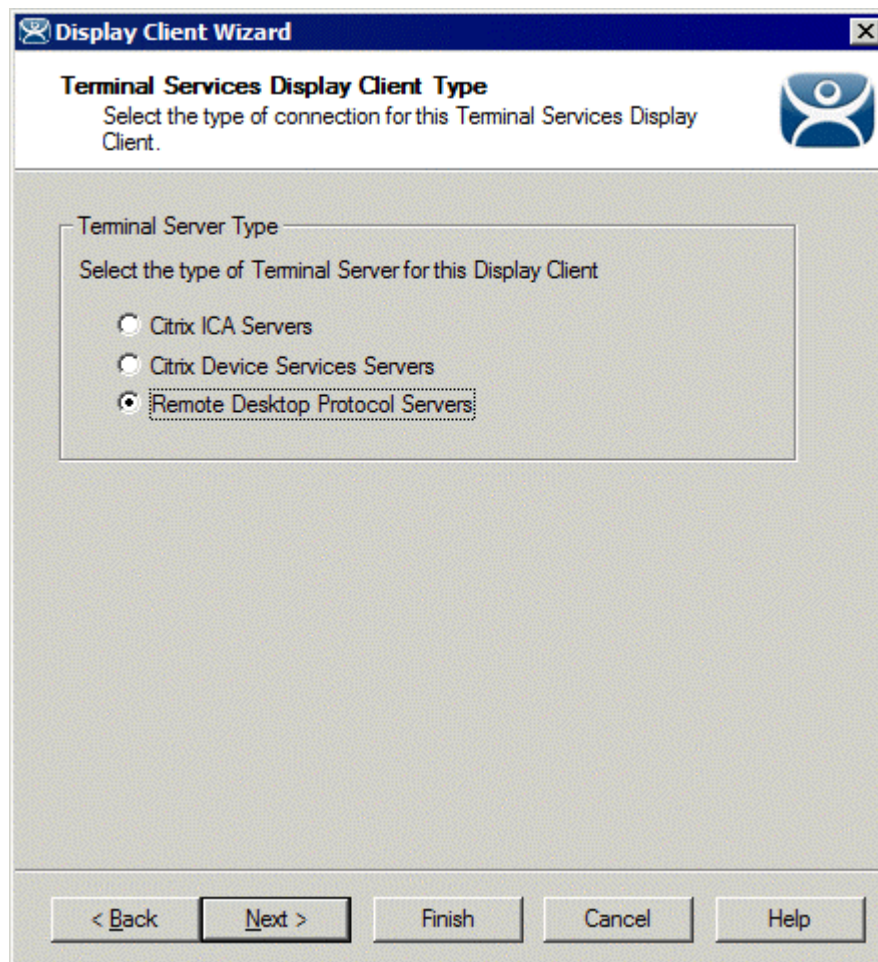 Display Client Wizard
Terminal Services Display Client Type
Select the type of connection for this Terminal Services Display
Client.
Terminal Server Type
Select the type of Terminal Server for this Display Client
Citrix ICA Servers
Citrix Device Services Servers
Remote Desktop Protocol Servers
< Back Next > Finish Cancel Help